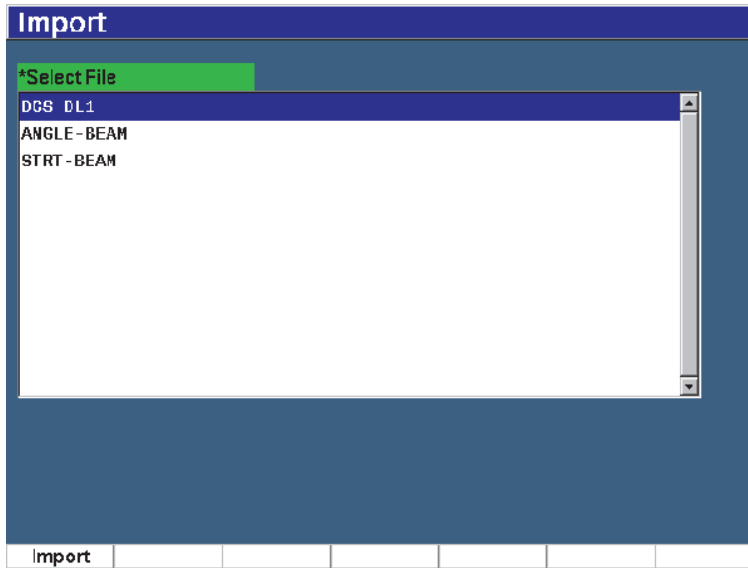 Import
*Select File
DGS DL1
ANGLE-BEAM
STRT-BEAM
Import